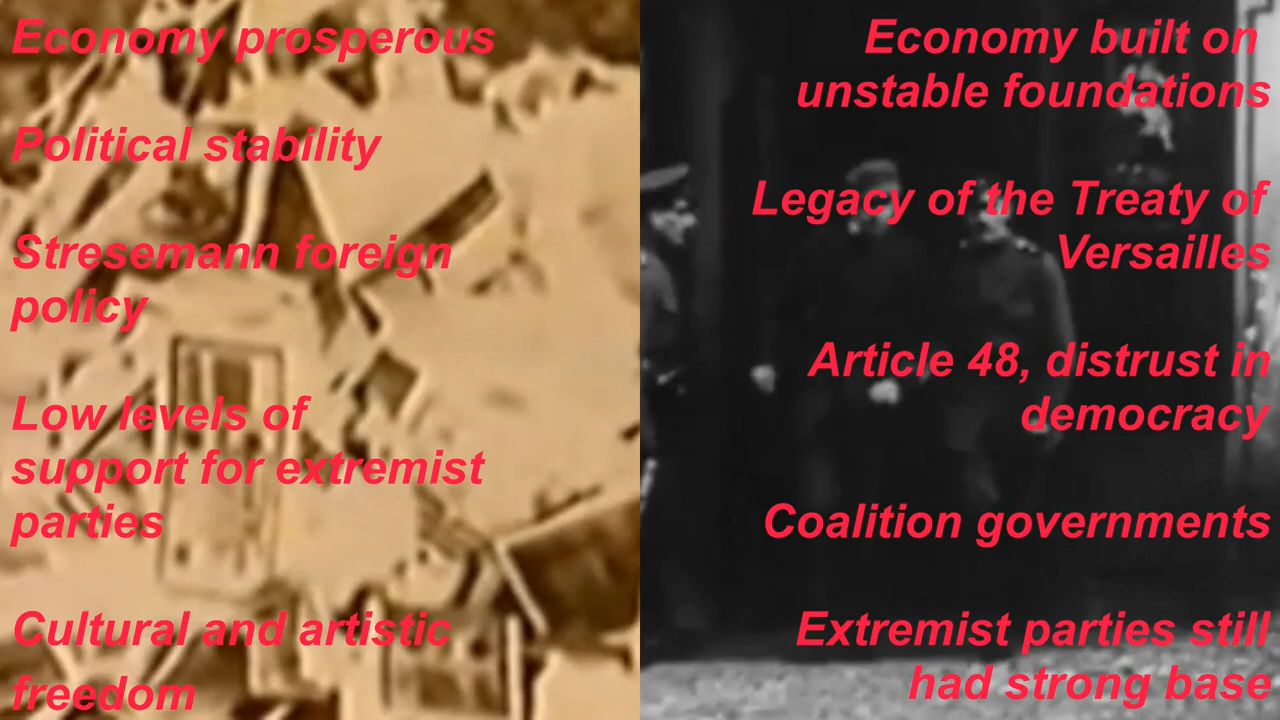 Economy prosperous
Political stability
Stresemann foreign
policy
Low levels of
support for extremist
parties
Cultural and artistic
freedom
Economy built on
unstable foundations
Legacy of the Treaty of
Versailles
Article 48, distrust in
democracy
Coalition governments
Extremist parties still
had strong base